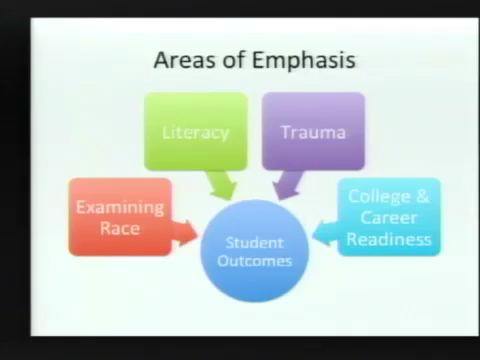 Areas of Emphasis
Literacy
Trauma
Examining
Race
College &
Career
Readiness
Student
Outcomes